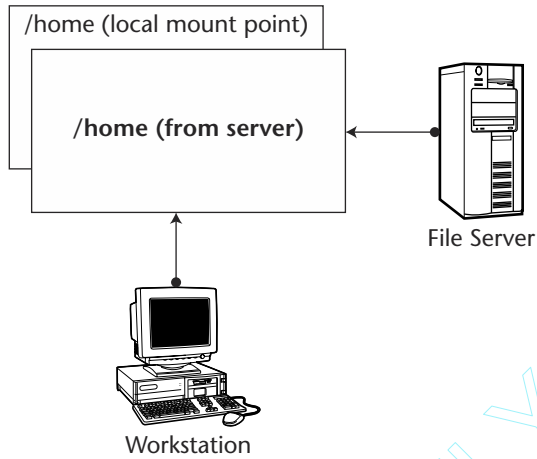 /home (local mount point)
/home (from server)
File Server
Workstation